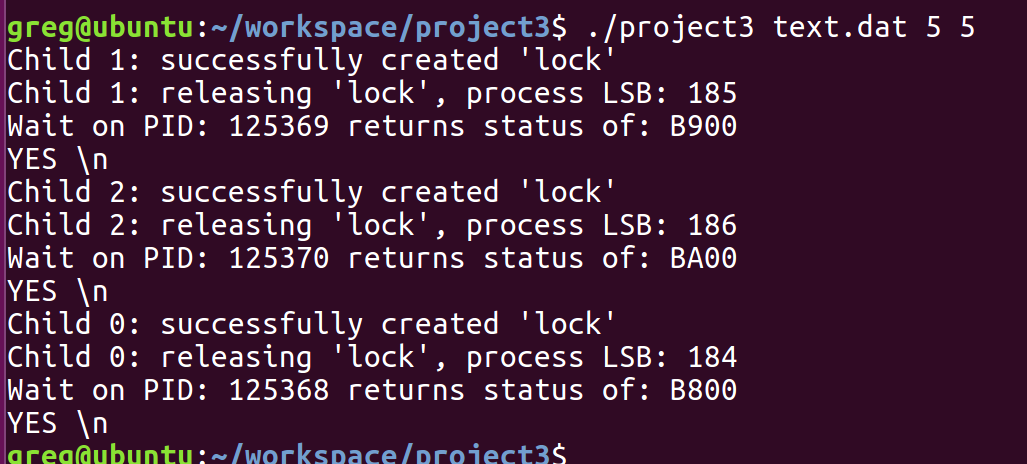 greg@ubuntu:~/workspace/project3$ ./project3 text.dat 5 5
Child 1: successfully created 'lock'
Child 1: releasing 'lock', process LSB: 185
Wait on PID: 125369 returns status of: B900
YES \n
Child 2: successfully created 'lock'
Child 2: releasing 'lock', process LSB: 186
Wait on PID: 125370 returns status of: BA00
YES \n
Child 0: successfully created 'lock'
Child 0: releasing 'lock', process LSB: 184
Wait on PID: 125368 returns status of: B800
YES \n
greg@ubuntu:~/workspace/project3$